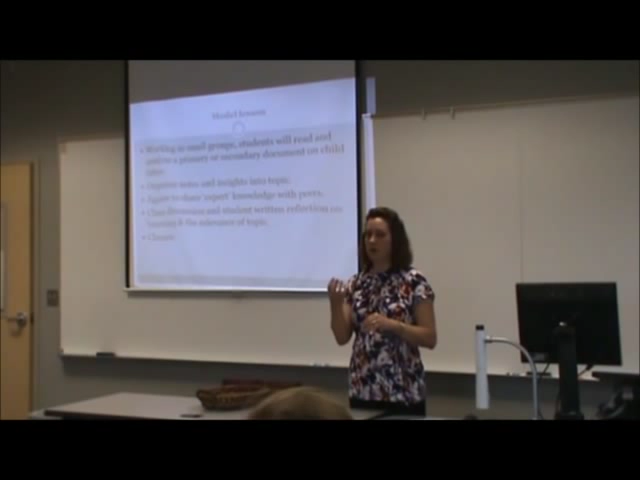 Model lesson
Working in small groups, students will read and
analyze a primary or secondary document on child
labor.
Organize notes and insights into topic.
Jigsaw to share 'expert' knowledge with peers.
Class discussion and student written reflection on
learning & the relevance of topic.
Closure